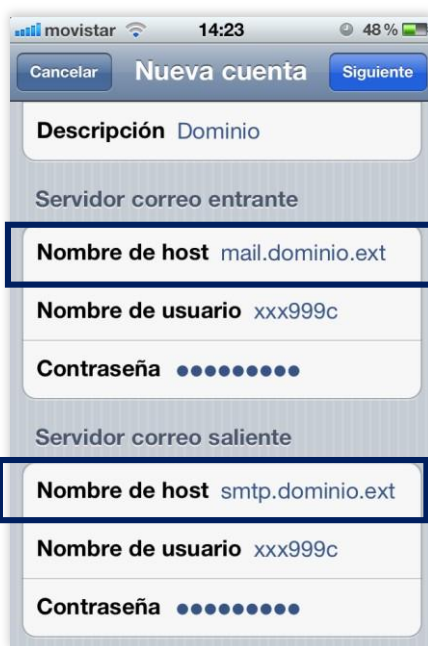 movistar 14:23 48 %
Cancelar Nueva cuenta Siguiente
Descripción Dominio
Servidor correo entrante
Nombre de host mail.dominio.ext
Nombre de usuario xxx999c
Contraseña ●●●●●●●●●
Servidor correo saliente
Nombre de host smtp.dominio.ext
Nombre de usuario xxx999c
Contraseña ●●●●●●●●●